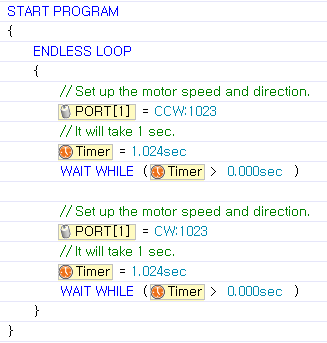 START PROGRAM
{
ENDLESS LOOP
{
// Set up the motor speed and direction.
PORT[1] = CCW:1023
// It will take 1 sec.
Timer = 1.024sec
WAIT WHILE ( Timer > 0.000sec )
// Set up the motor speed and direction.
PORT[1] = CW:1023
// It will take 1 sec.
Timer = 1.024sec
WAIT WHILE ( Timer > 0.000sec )
}
}